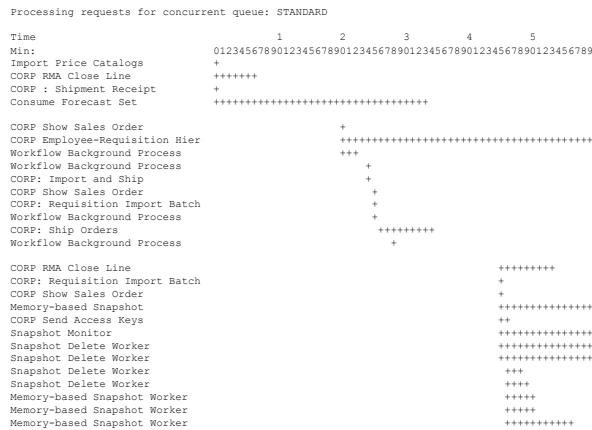 Processing requests for concurrent queue: STANDARD
Time                                      1         2         3         4         5
Min:                            012345678901234567890123456789012345678901234567890123456789
Import Price Catalogs           +
CORP RMA Close Line             +++++++
CORP : Shipment Receipt         +
Consume Forecast Set            ++++++++++++++++++++++++++++++++++
CORP Show Sales Order                               +
CORP Employee-Requisition Hier                      ++++++++++++++++++++++++++++++++++++++++
Workflow Background Process                         +++
Workflow Background Process                             +
CORP: Import and Ship                                   +
CORP Show Sales Order                                    +
CORP: Requisition Import Batch                           +
Workflow Background Process                              +
CORP: Ship Orders                                         +++++++++
Workflow Background Process                                 +
CORP RMA Close Line                                                          +++++++++
CORP: Requisition Import Batch                                               +
CORP Show Sales Order                                                        +
Memory-based Snapshot                                                        +++++++++++++++
CORP Send Access Keys                                                        ++
Snapshot Monitor                                                             +++++++++++++++
Snapshot Delete Worker                                                       +++++++++++++++
Snapshot Delete Worker                                                       +++++++++++++++
Snapshot Delete Worker                                                        +++
Snapshot Delete Worker                                                        ++++
Memory-based Snapshot Worker                                                  +++++
Memory-based Snapshot Worker                                                  +++++
Memory-based Snapshot Worker                                                  +++++++++++